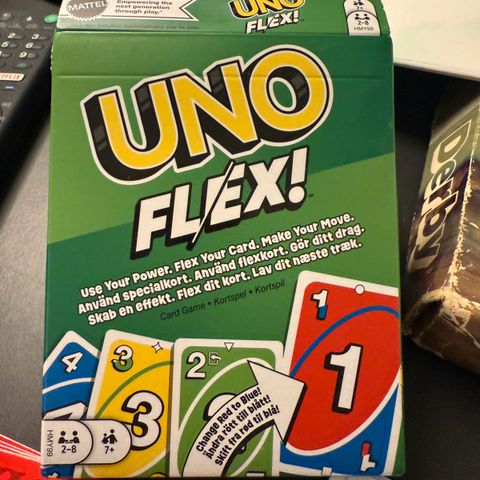 MATTEL
Empowering the
next generation
through play.
UNO
FLEX!
7+
2-8
HMY99
UNO
FLEX!
Use Your Power. Flex Your Card. Make Your Move.
Använd specialkort. Använd flexkort. Gör ditt drag.
Skab en effekt. Flex dit kort. Lav dit næste træk.
Card Game • Kortspel • Kortspil
4
3
3
2
1
1
Change Red to Blue!
Ändra rött till blått!
Skift fra rød til blå!
HMY99
2-8
7+
Derby
NETFLIX